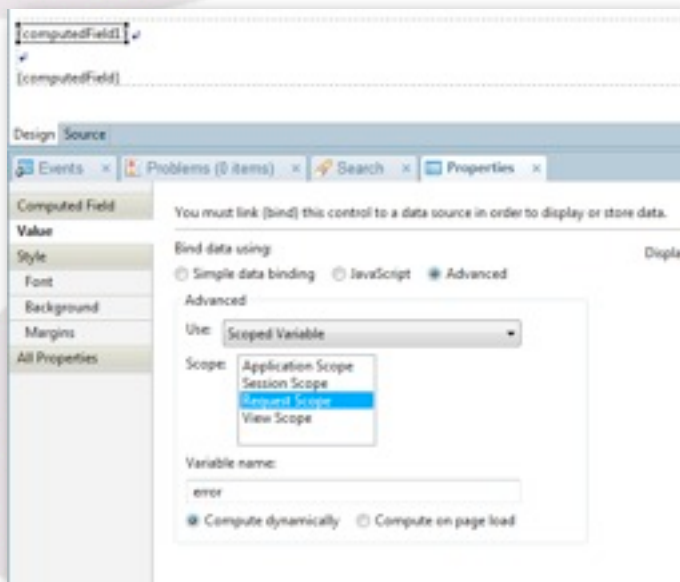 {computedField1}
{computedField}
Design Source
Events Problems (0 items) Search Properties
Computed Field
Value
Style
Font
Background
Margins
All Properties
You must link (bind) this control to a data source in order to display or store data.
Bind data using:
Displa
Simple data binding JavaScript Advanced
Advanced
Use: Scoped Variable
Scope: Application Scope
Session Scope
Request Scope
View Scope
Variable name:
error
Compute dynamically Compute on page load